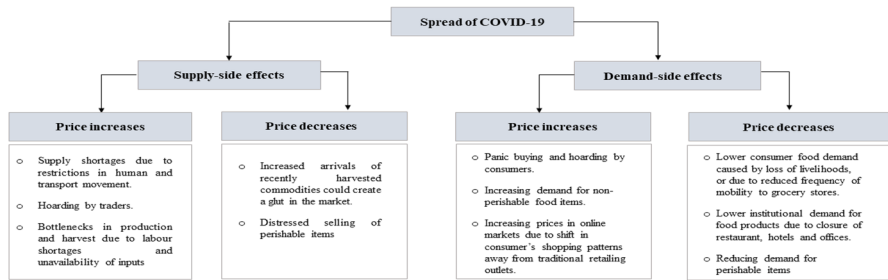 Spread of COVID-19
Supply-side effects
Demand-side effects
Price increases
o Supply shortages due to
restrictions in human and
transport movement.
o Hoarding by traders.
o Bottlenecks in production
and harvest due to labour
shortages and
unavailability of inputs
Price decreases
o Increased arrivals of
recently harvested
commodities could create
a glut in the market.
o Distressed selling of
perishable items
Price increases
o Panic buying and hoarding by
consumers.
o Increasing demand for non-
perishable food items.
o Increasing prices in online
markets due to shift in
consumer's shopping patterns
away from traditional retailing
outlets.
Price decreases
o Lower consumer food demand
caused by loss of livelihoods,
or due to reduced frequency of
mobility to grocery stores.
o Lower institutional demand for
food products due to closure of
restaurant, hotels and offices.
o Reducing demand for
perishable items